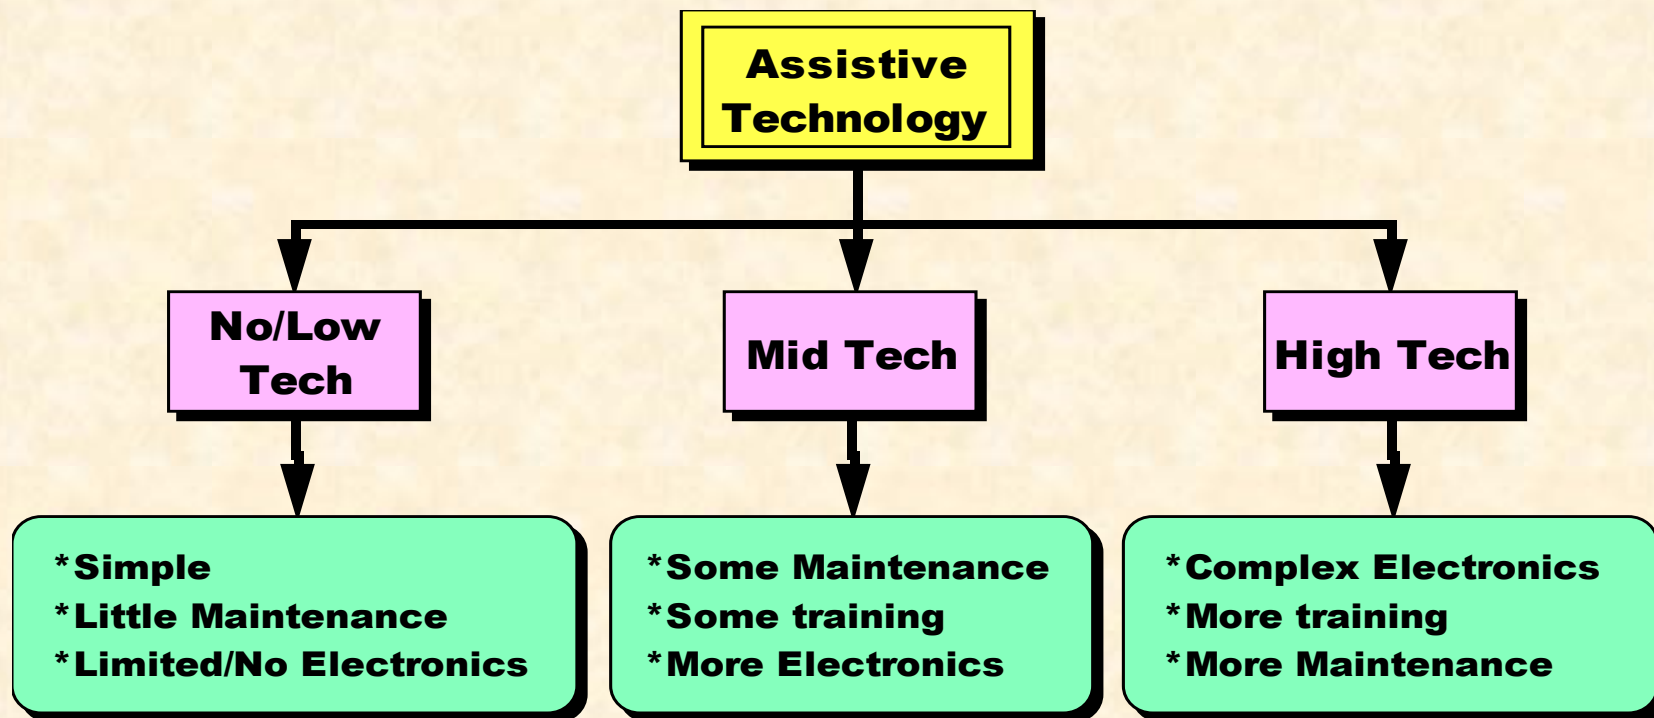 Assistive
Technology
No/Low
Tech
Mid Tech
High Tech
*Simple
*Little Maintenance
*Limited/No Electronics
*Some Maintenance
*Some training
*More Electronics
*Complex Electronics
*More training
*More Maintenance